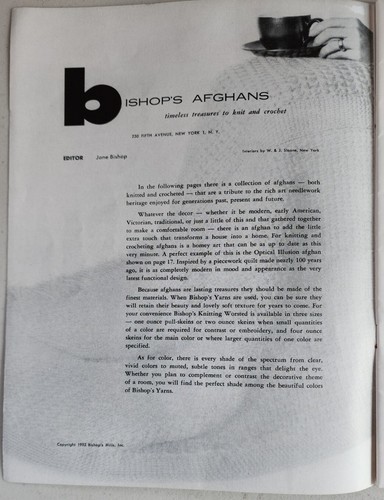 bISHOP'S AFGHANS
timeless treasures to knit and crochet
230 FIFTH AVENUE, NEW YORK 1, N. Y.
EDITOR Jane Bishop
Interiors by W. & J. Sloane, New York
In the following pages there is a collection of afghans — both
knitted and crocheted — that are a tribute to the rich art needlework
heritage enjoyed for generations past, present and future.
Whatever the decor — whether it be modern, early American,
Victorian, traditional, or just a little of this and that gathered together
to make a comfortable room — there is an afghan to add the little
extra touch that transforms a house into a home. For knitting and
crocheting afghans is a homey art that can be as up to date as this
very minute. A perfect example of this is the Optical Illusion afghan
shown on page 17. Inspired by a piecework quilt made nearly 100 years
ago, it is as completely modern in mood and appearance as the very
latest functional design.
Because afghans are lasting treasures they should be made of the
finest materials. When Bishop's Yarns are used, you can be sure they
will retain their beauty and lovely soft texture for years to come. For
your convenience Bishop's Knitting Worsted is available in three sizes
— one ounce pull-skeins or two ounce skeins when small quantities
of a color are required for contrast or embroidery, and four ounce
skeins for the main color or where larger quantities of one color are
specified.
As for color, there is every shade of the spectrum from clear,
vivid colors to muted, subtle tones in ranges that delight the eye.
Whether you plan to complement or contrast the decorative theme
of a room, you will find the perfect shade among the beautiful colors
of Bishop's Yarns.
Copyright 1952 Bishop's Mills, Inc.